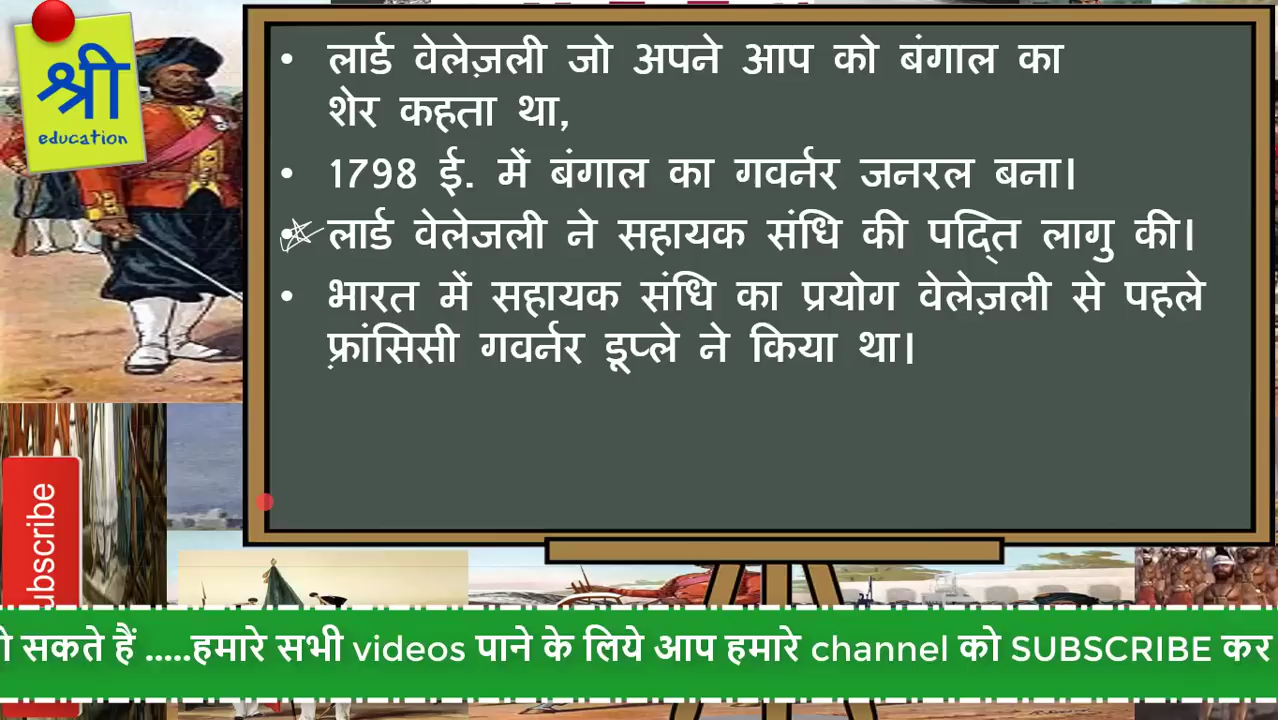 श्री
education
• लार्ड वेलेज़ली जो अपने आप को बंगाल का
शेर कहता था,
• 1798 ई. में बंगाल का गवर्नर जनरल बना।
• लार्ड वेलेजली ने सहायक संधि की पद्ति लागु की।
• भारत में सहायक संधि का प्रयोग वेलेज़ली से पहले
फ़्रांसिसी गवर्नर डूप्ले ने किया था।
ubscribe
सकते हैं .....हमारे सभी videos पाने के लिये आप हमारे channel को SUBSCRIBE कर